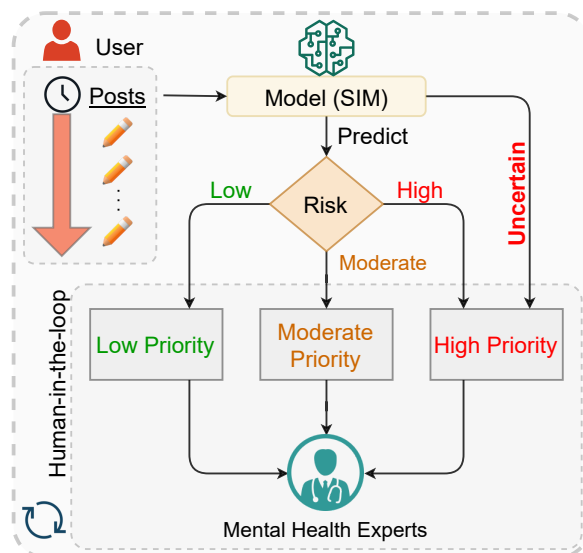 User
Posts
Model (SIM)
Predict
Low
Risk
High
Uncertain
Moderate
Human-in-the-loop
Low Priority
Moderate
Priority
High Priority
Mental Health Experts